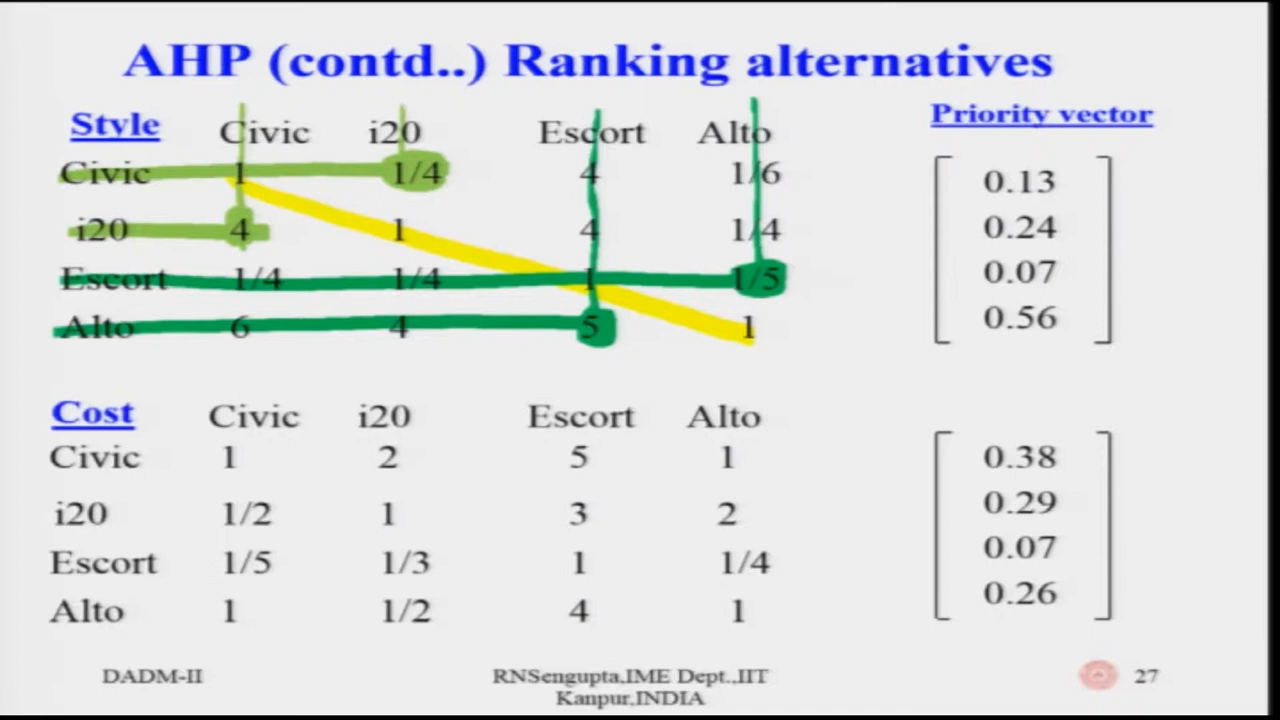 AHP (contd..) Ranking alternatives
Style Civic i20 Escort Alto Priority vector
Civic 1 1/4 4 1/6 0.13
i20 4 1 4 1/4 0.24
Escort 1/4 1/4 1 1/5 0.07
Alto 6 4 5 1 0.56
Cost Civic i20 Escort Alto
Civic 1 2 5 1 0.38
i20 1/2 1 3 2 0.29
Escort 1/5 1/3 1 1/4 0.07
Alto 1 1/2 4 1 0.26
DADM-II RNSengupta,IME Dept.,IIT 27
Kanpur,INDIA